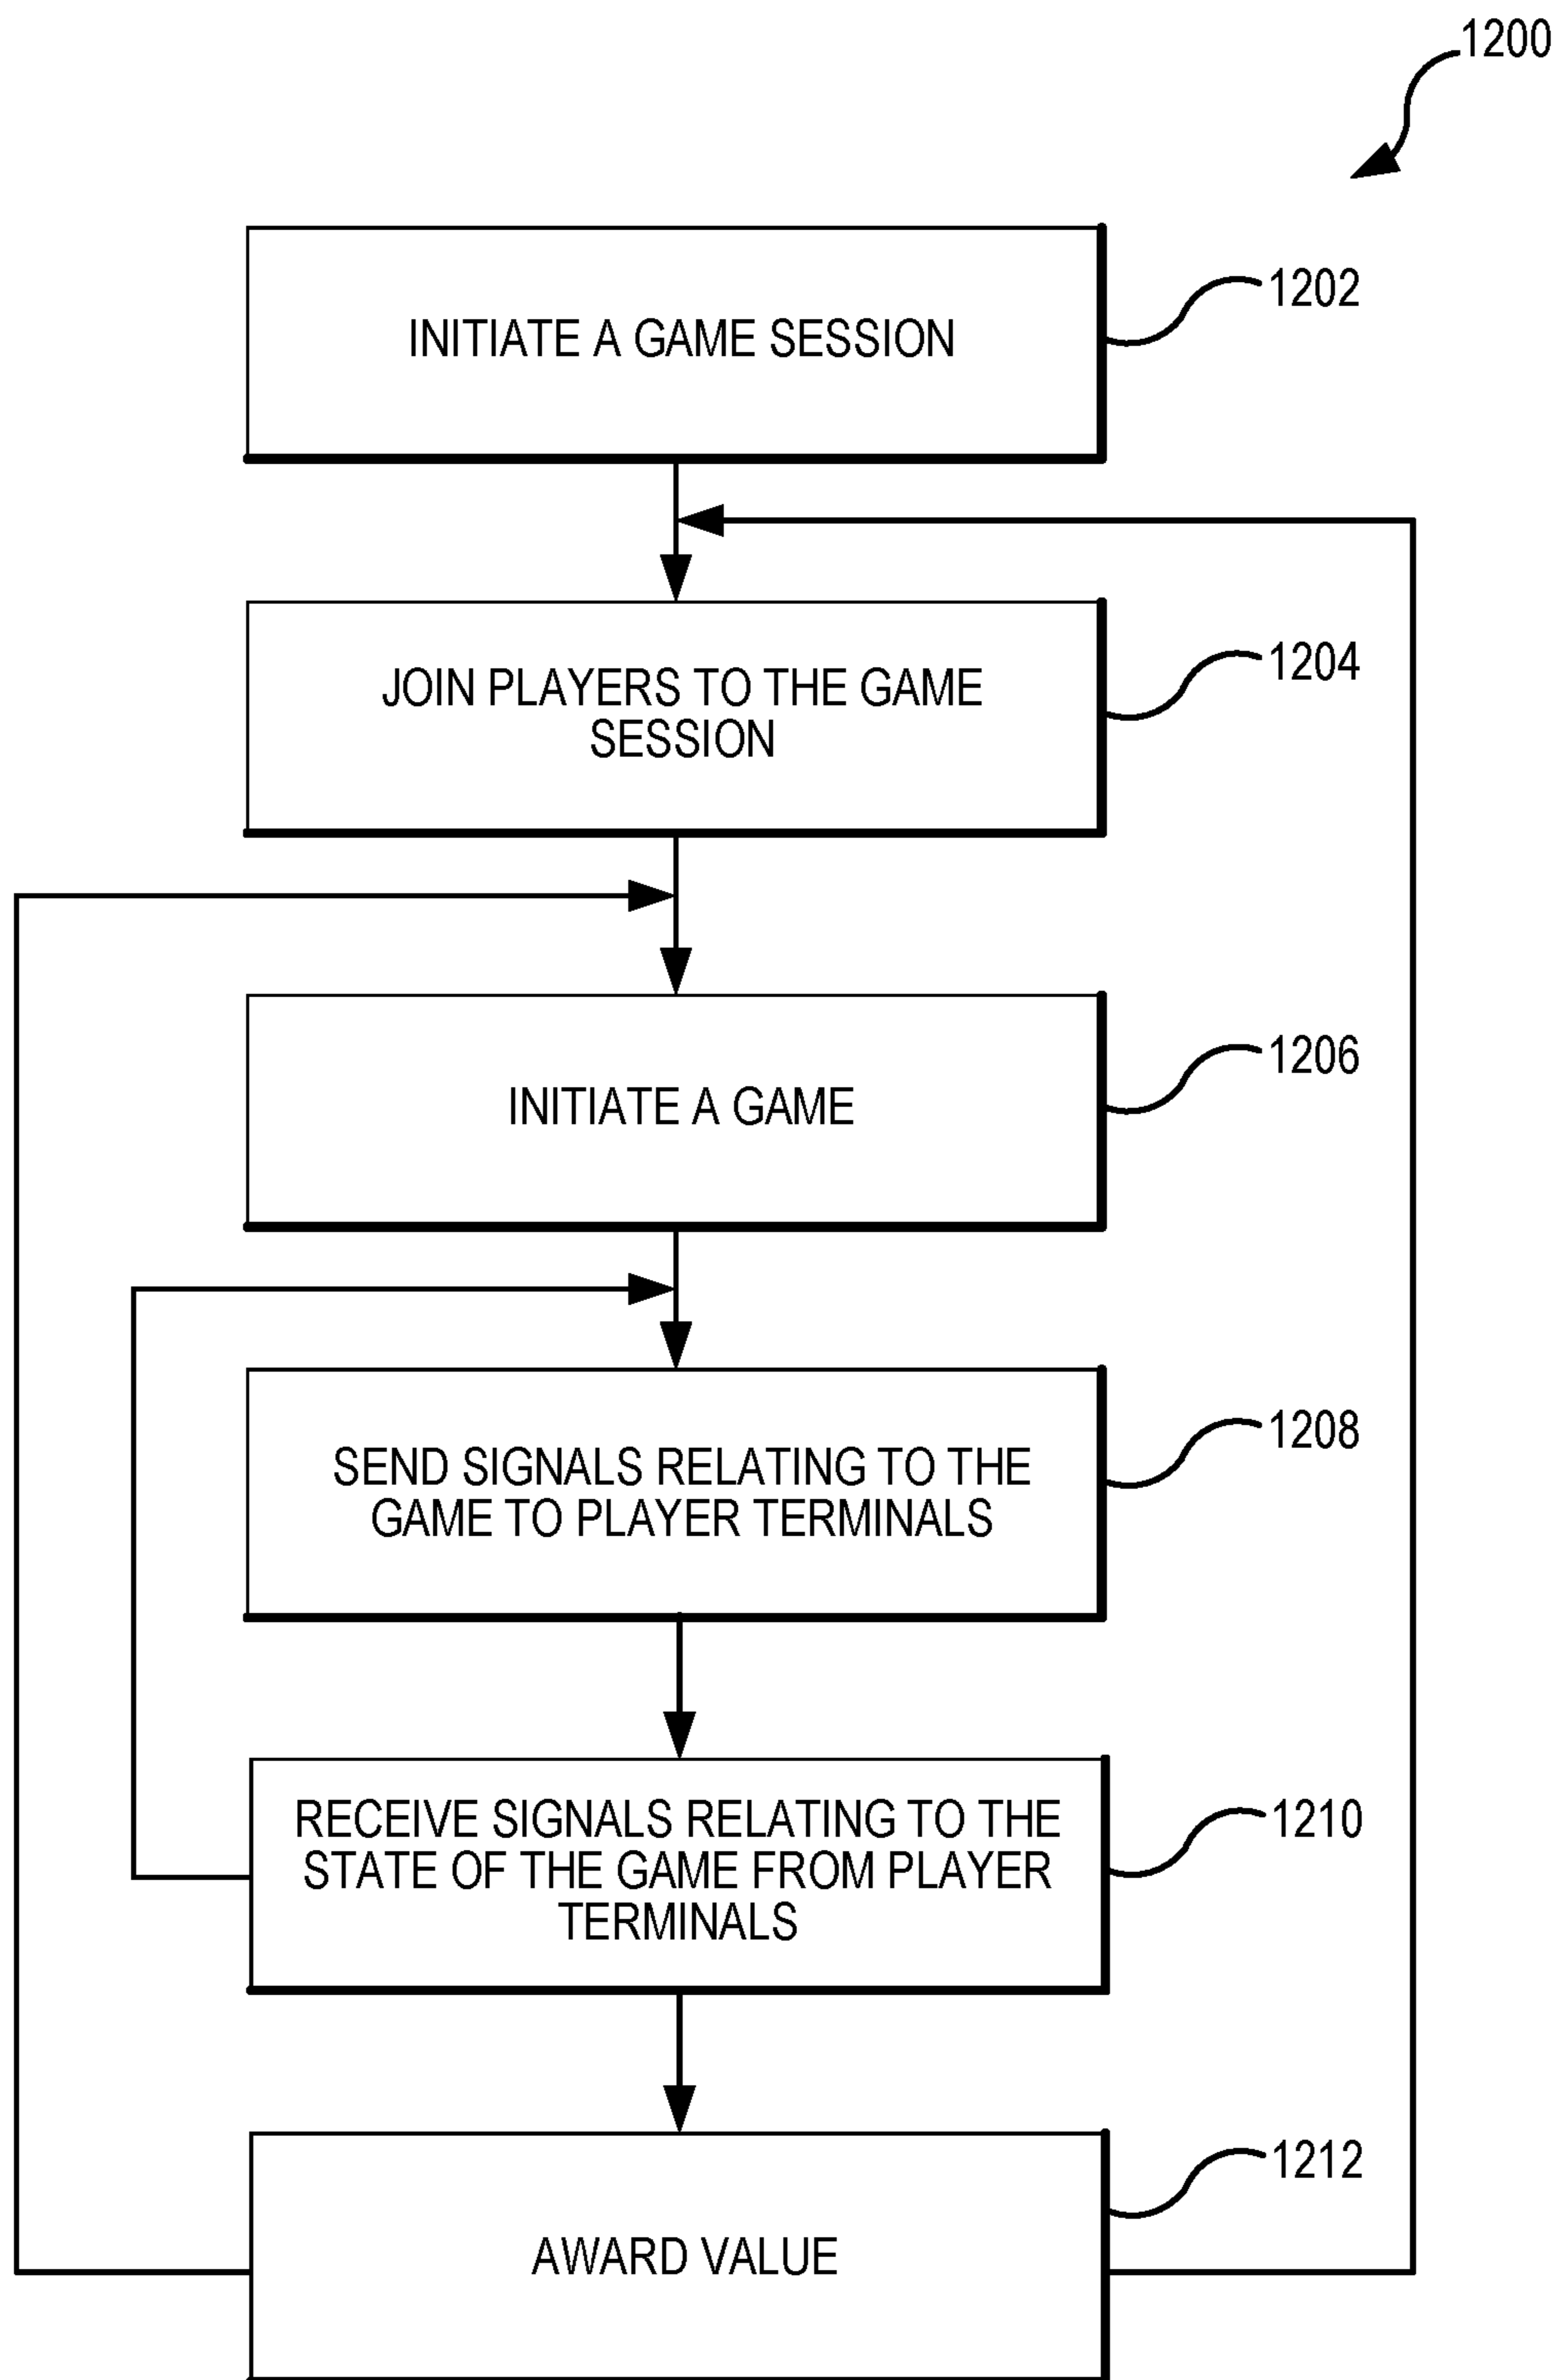 1200
INITIATE A GAME SESSION
1202
JOIN PLAYERS TO THE GAME
SESSION
1204
INITIATE A GAME
1206
SEND SIGNALS RELATING TO THE
GAME TO PLAYER TERMINALS
1208
RECEIVE SIGNALS RELATING TO THE
STATE OF THE GAME FROM PLAYER
TERMINALS
1210
AWARD VALUE
1212